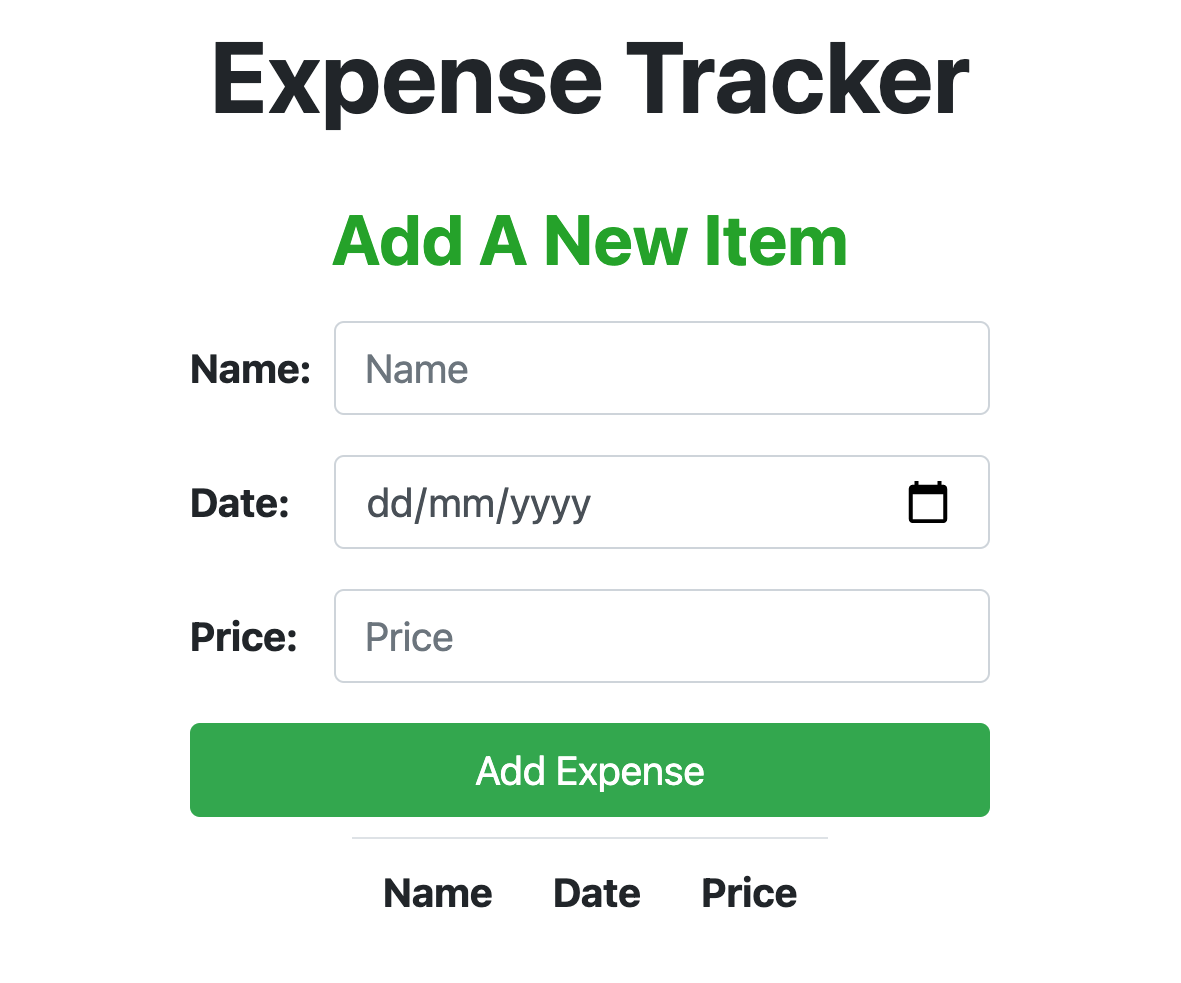 Expense Tracker
Add A New Item
Name: Name
Date: dd/mm/yyyy
Price: Price
Add Expense
Name Date Price